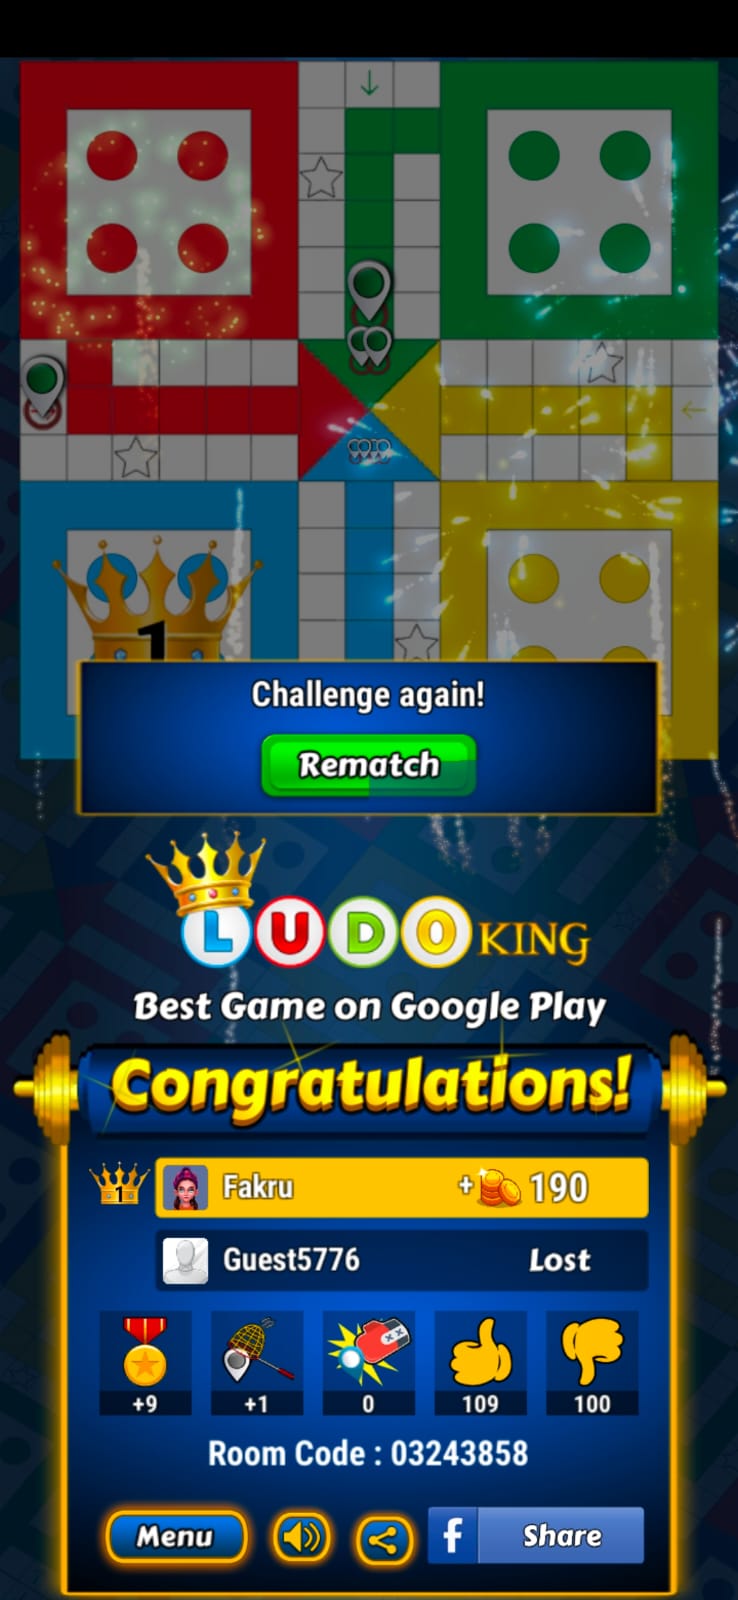 1
Challenge again!
Rematch
LUDO KING
Best Game on Google Play
Congratulations!
1 Fakru + 190
Guest5776 Lost
+9 +1 0 109 100
Room Code : 03243858
Menu f Share